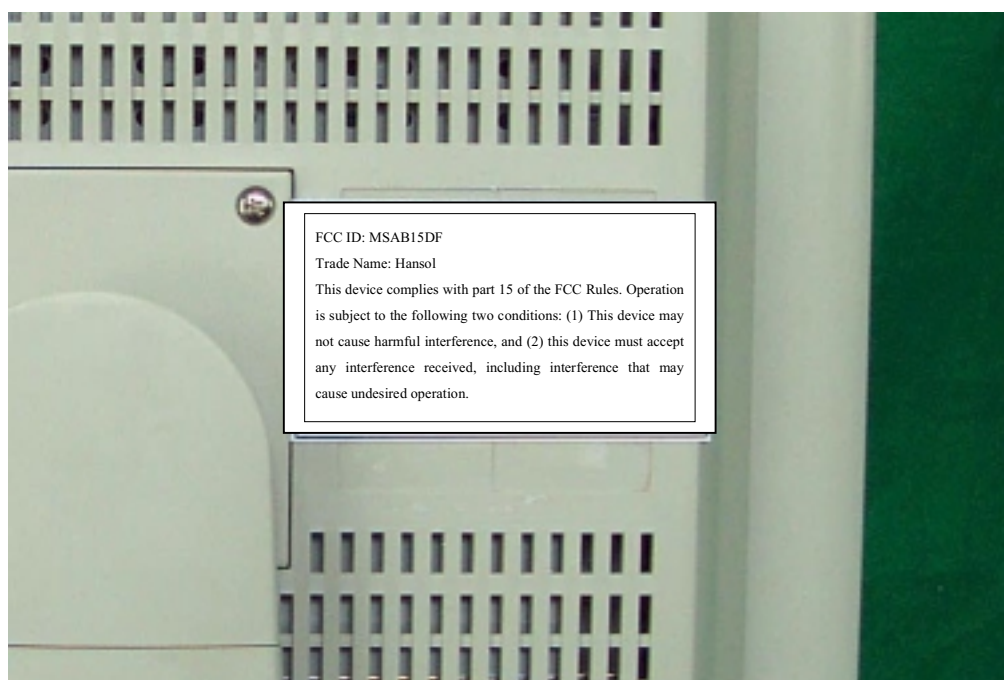 FCC ID: MSAB15DF
Trade Name: Hansol
This device complies with part 15 of the FCC Rules. Operation
is subject to the following two conditions: (1) This device may
not cause harmful interference, and (2) this device must accept
any interference received, including interference that may
cause undesired operation.